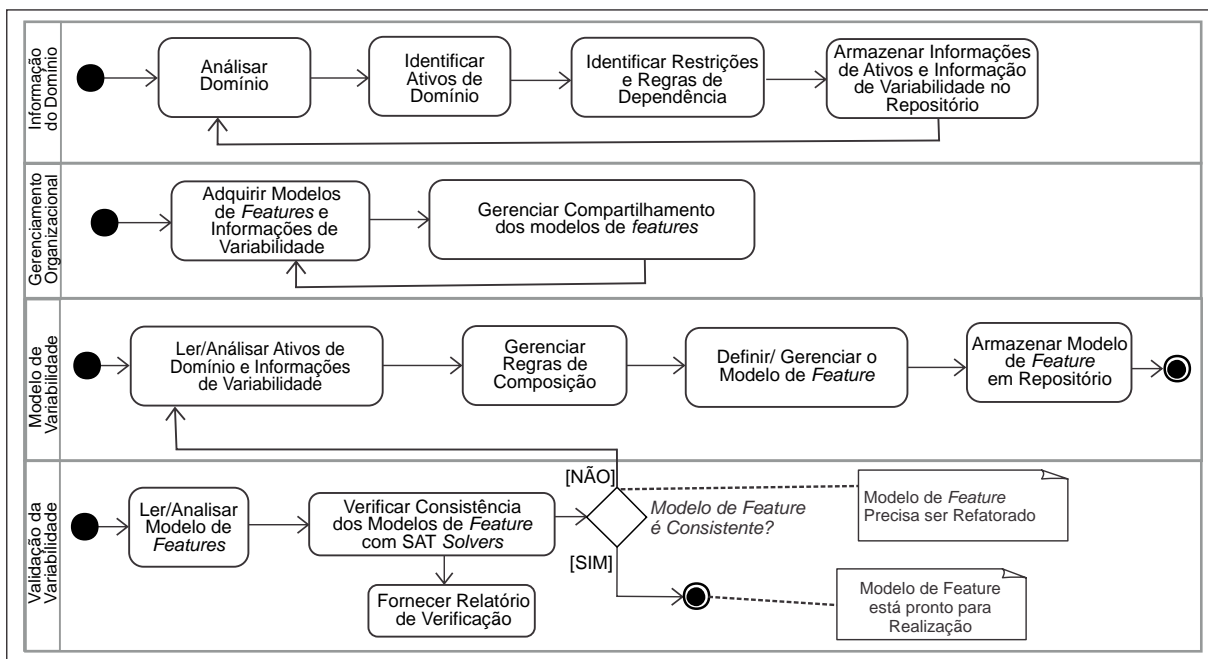 Informação
do Domínio
Análisar
Domínio
Identificar
Ativos de
Domínio
Identificar Restrições
e Regras de
Dependência
Armazenar Informações
de Ativos e Informação
de Variabilidade no
Repositório
Gerenciamento
Organizacional
Adquirir Modelos
de Features e
Informações de
Variabilidade
Gerenciar Compartilhamento
dos modelos de features
Modelo de
Variabilidade
Ler/Análisar Ativos de
Domínio e Informações
de Variabilidade
Gerenciar
Regras de
Composição
Definir/ Gerenciar o
Modelo de Feature
Armazenar Modelo
de Feature
em Repositório
Validação da
Variabilidade
Ler/Analisar
Modelo de
Features
Verificar Consistência
dos Modelos de Feature
com SAT Solvers
Fornecer Relatório
de Verificação
[NÃO]
Modelo de Feature
é Consistente?
[SIM]
Modelo de Feature
Precisa ser Refatorado
Modelo de Feature
está pronto para
Realização